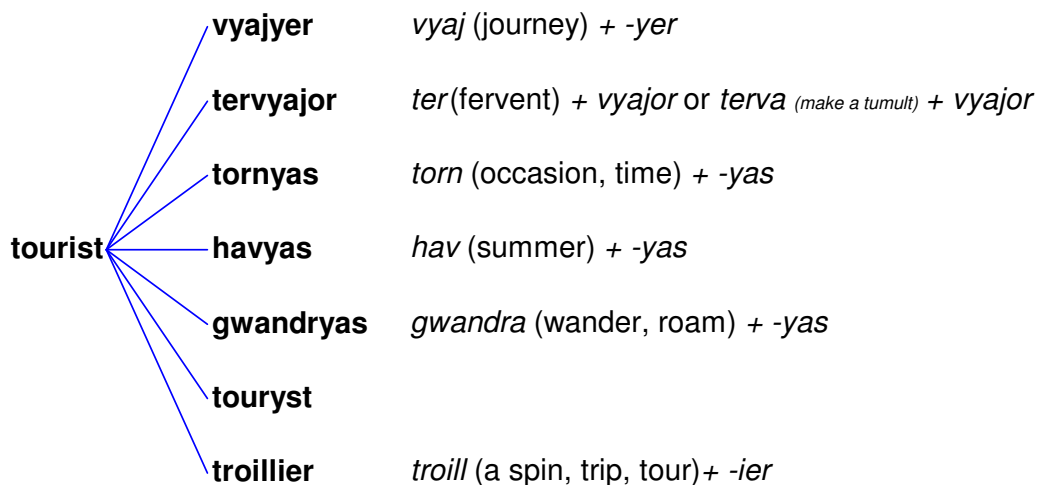 vyajyer vyaj (journey) + -yer
tervyajor ter(fervent) + vyajor or terva (make a tumult) + vyajor
tornyas torn (occasion, time) + -yas
tourist havyas hav (summer) + -yas
gwandryas gwandra (wander, roam) + -yas
touryst
troillier troill (a spin, trip, tour)+ -ier